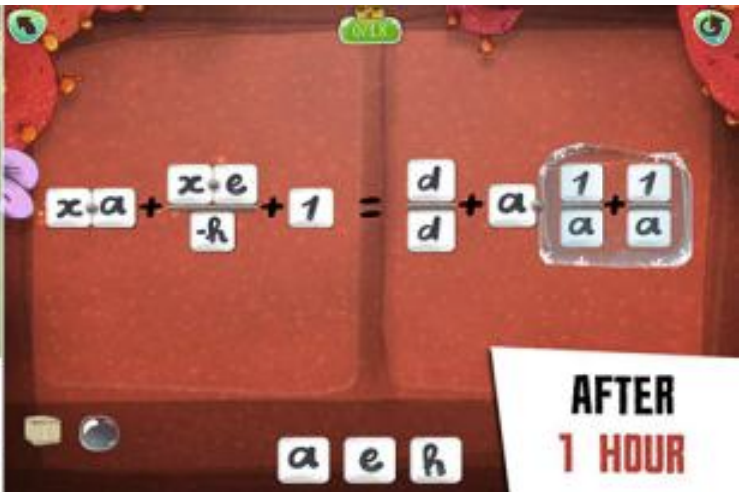 x·a + x·e/-h + 1 = d/d + a·(1/a + 1/a)
a e h
AFTER
1 HOUR